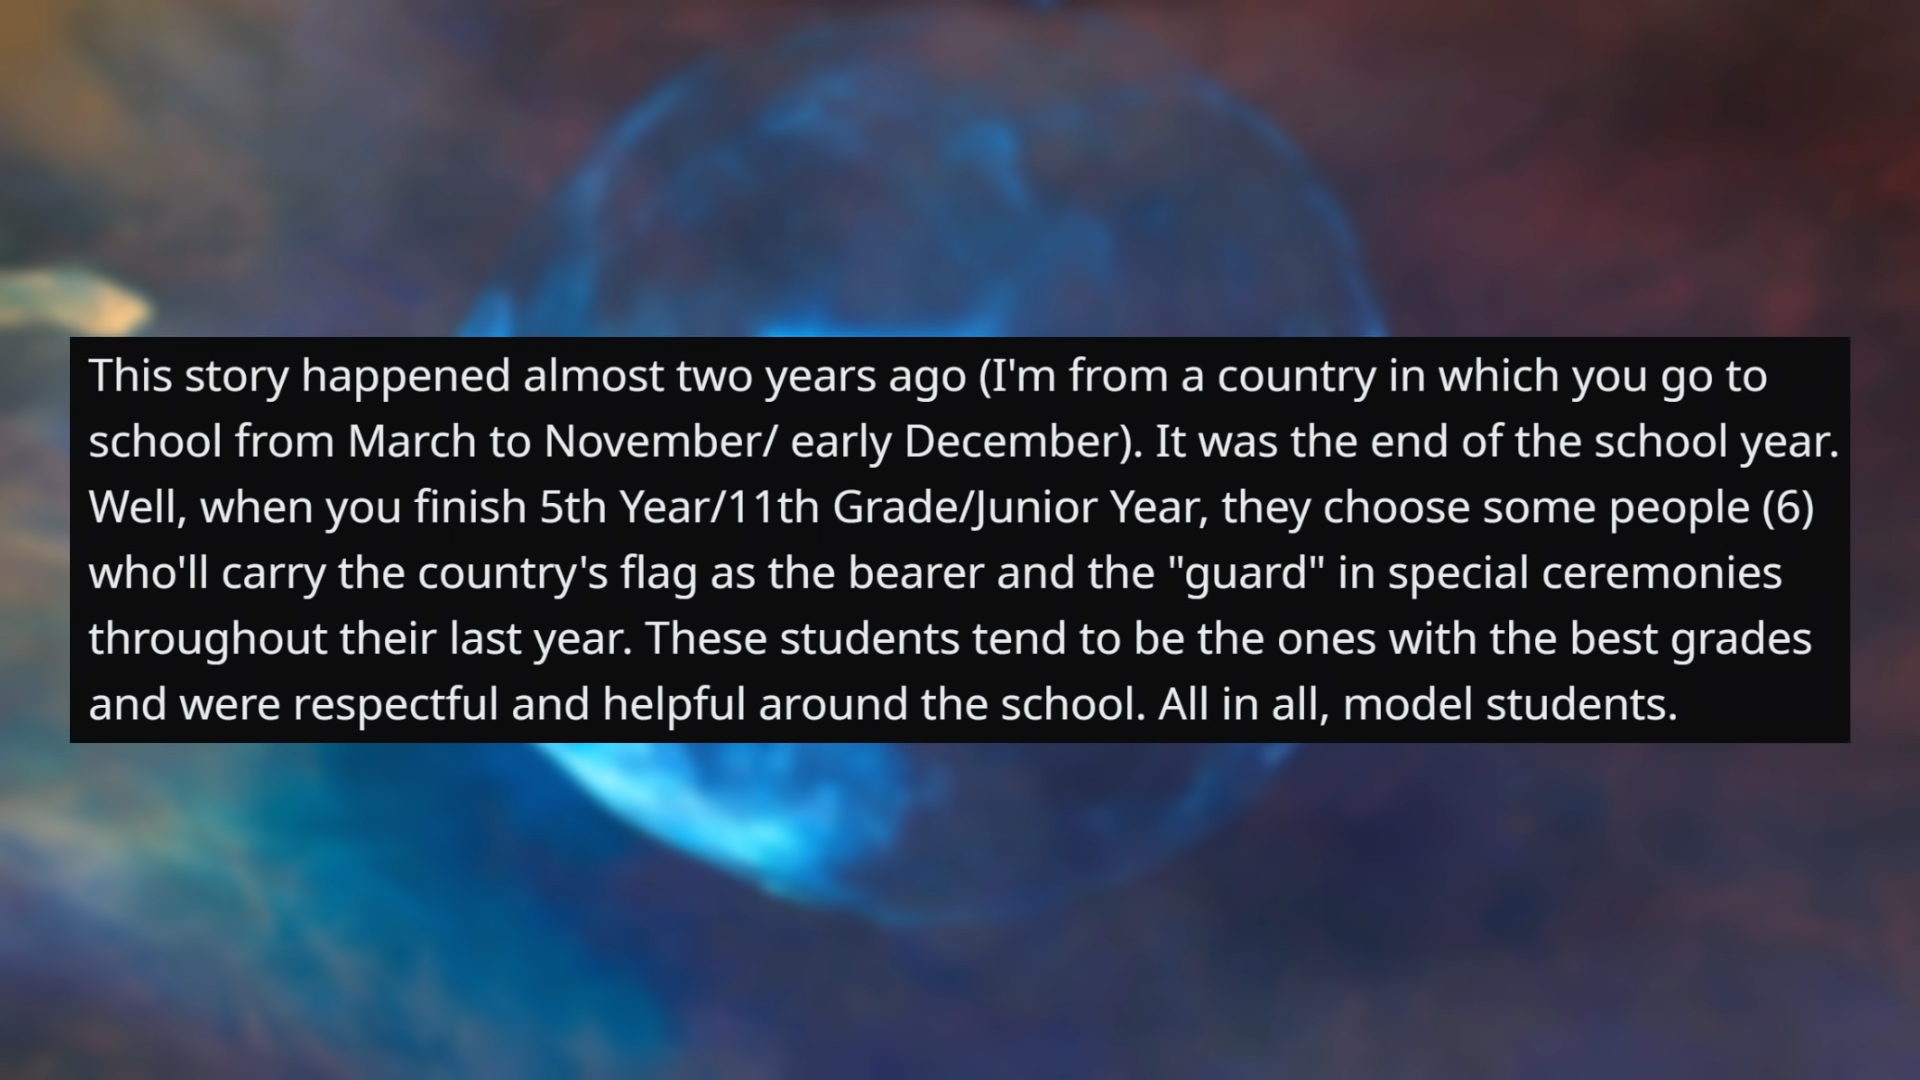 This story happened almost two years ago (I'm from a country in which you go to
school from March to November/ early December). It was the end of the school year.
Well, when you finish 5th Year/11th Grade/Junior Year, they choose some people (6)
who'll carry the country's flag as the bearer and the "guard" in special ceremonies
throughout their last year. These students tend to be the ones with the best grades
and were respectful and helpful around the school. All in all, model students.